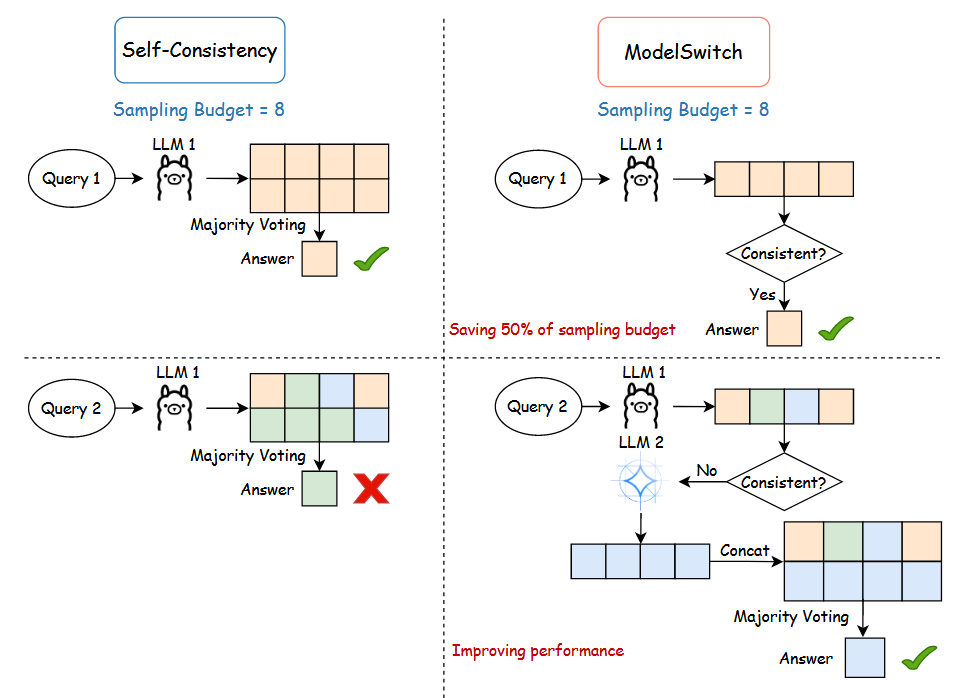 Self-Consistency
Sampling Budget = 8
LLM 1
Query 1
Majority Voting
Answer
ModelSwitch
Sampling Budget = 8
LLM 1
Query 1
Consistent?
Yes
Saving 50% of sampling budget
Answer
LLM 1
Query 2
Majority Voting
Answer
LLM 1
Query 2
LLM 2
No
Consistent?
Concat
Majority Voting
Improving performance
Answer